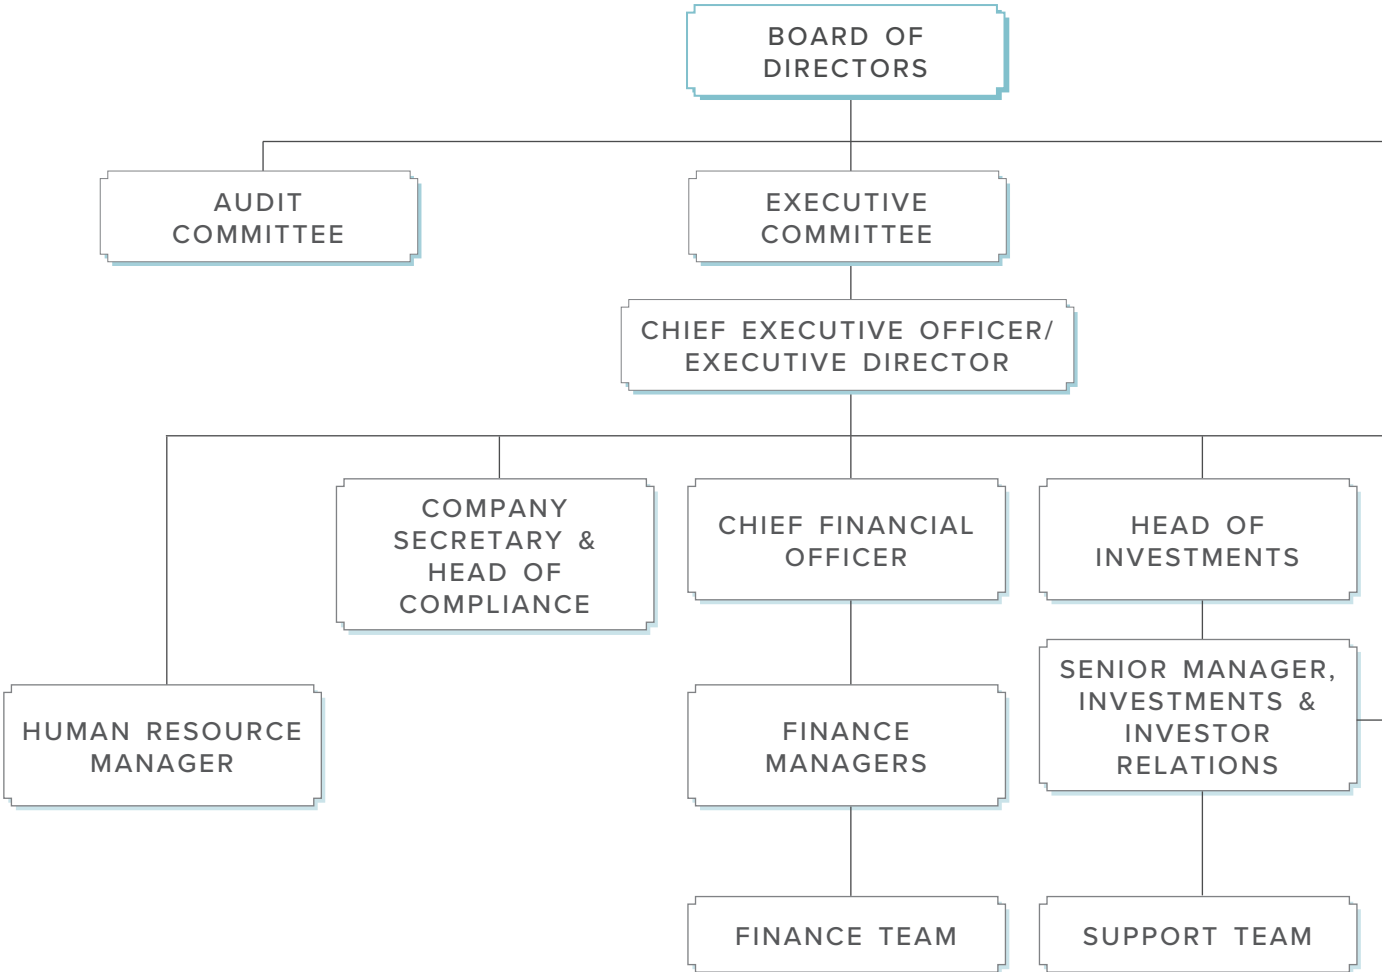 BOARD OF
DIRECTORS
AUDIT
COMMITTEE
EXECUTIVE
COMMITTEE
CHIEF EXECUTIVE OFFICER/
EXECUTIVE DIRECTOR
COMPANY
SECRETARY &
HEAD OF
COMPLIANCE
CHIEF FINANCIAL
OFFICER
HEAD OF
INVESTMENTS
HUMAN RESOURCE
MANAGER
FINANCE
MANAGERS
SENIOR MANAGER,
INVESTMENTS &
INVESTOR
RELATIONS
FINANCE TEAM
SUPPORT TEAM